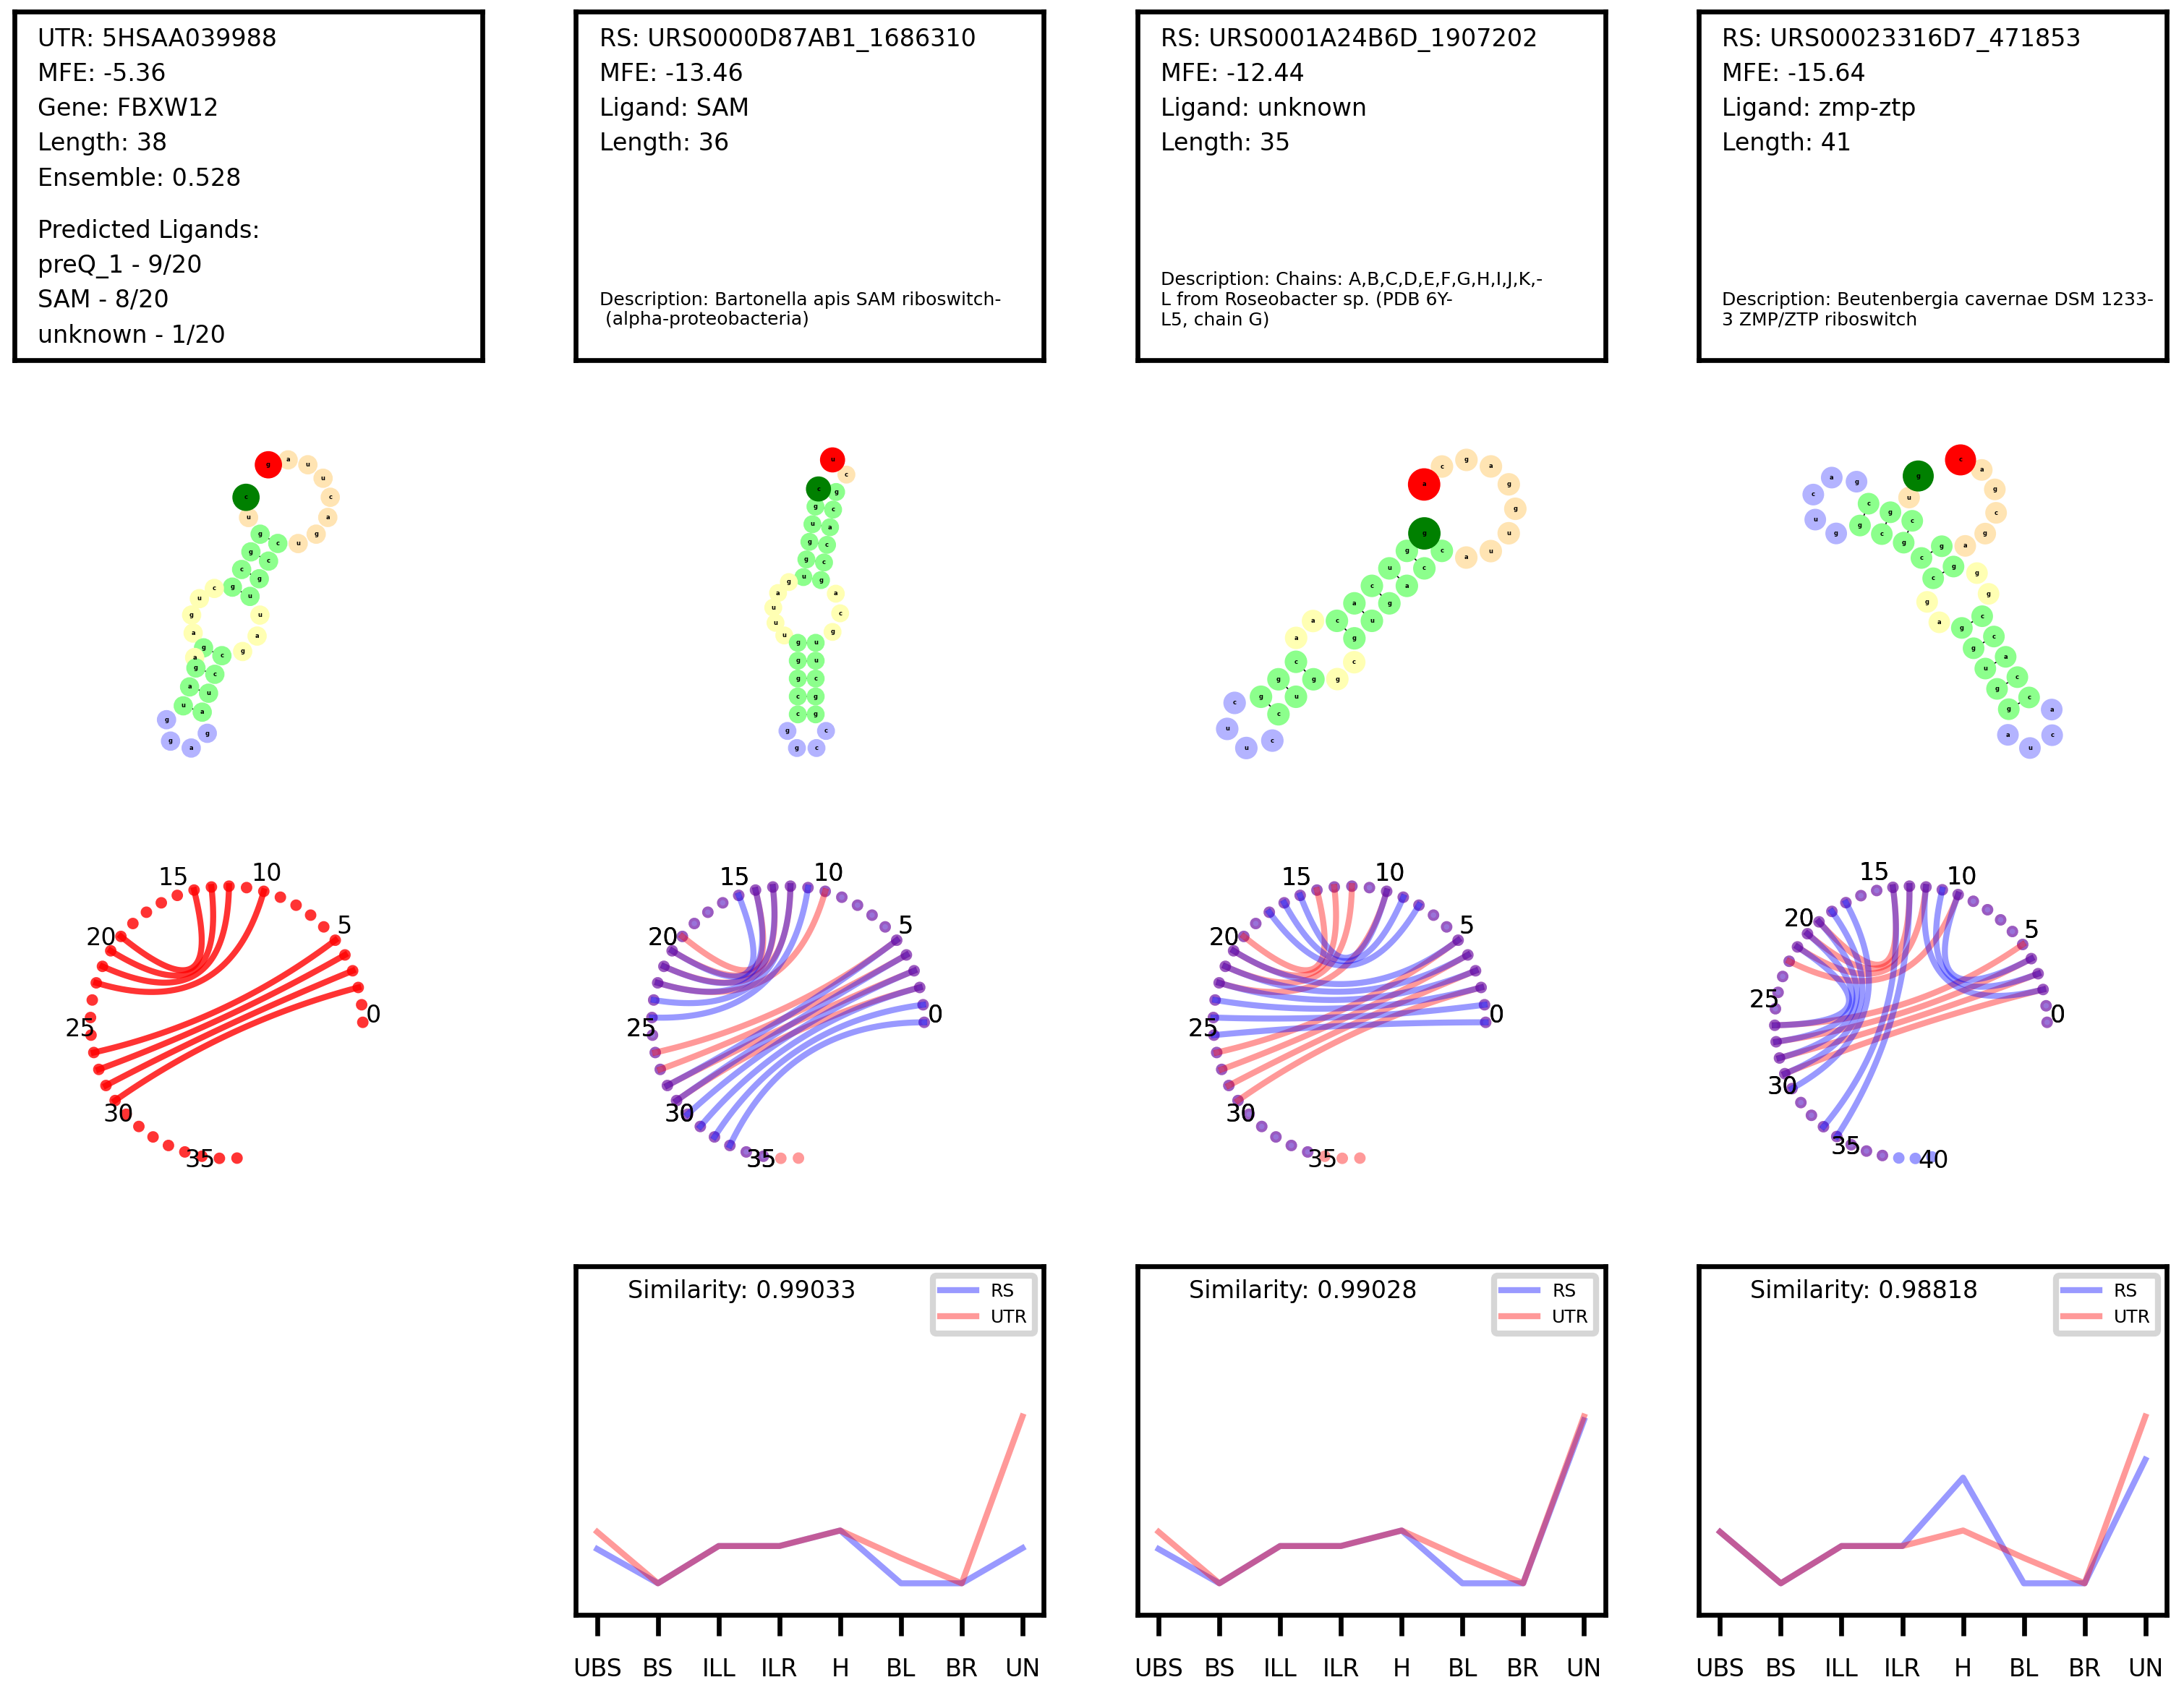 UTR: 5HSAA039988
MFE: -5.36
Gene: FBXW12
Length: 38
Ensemble: 0.528
Predicted Ligands:
preQ_1 - 9/20
SAM - 8/20
unknown - 1/20
RS: URS0000D87AB1_1686310
MFE: -13.46
Ligand: SAM
Length: 36
Description: Bartonella apis SAM riboswitch-
(alpha-proteobacteria)
RS: URS0001A24B6D_1907202
MFE: -12.44
Ligand: unknown
Length: 35
Description: Chains: A,B,C,D,E,F,G,H,I,J,K,-
L from Roseobacter sp. (PDB 6Y-
L5, chain G)
RS: URS00023316D7_471853
MFE: -15.64
Ligand: zmp-ztp
Length: 41
Description: Beutenbergia cavernae DSM 1233-
3 ZMP/ZTP riboswitch
0
5
10
15
20
25
30
35
0
5
10
15
20
25
30
35
0
5
10
15
20
25
30
35
0
5
10
15
20
25
30
35
40
Similarity: 0.99033
RS
UTR
UBS BS ILL ILR H BL BR UN
Similarity: 0.99028
RS
UTR
UBS BS ILL ILR H BL BR UN
Similarity: 0.98818
RS
UTR
UBS BS ILL ILR H BL BR UN